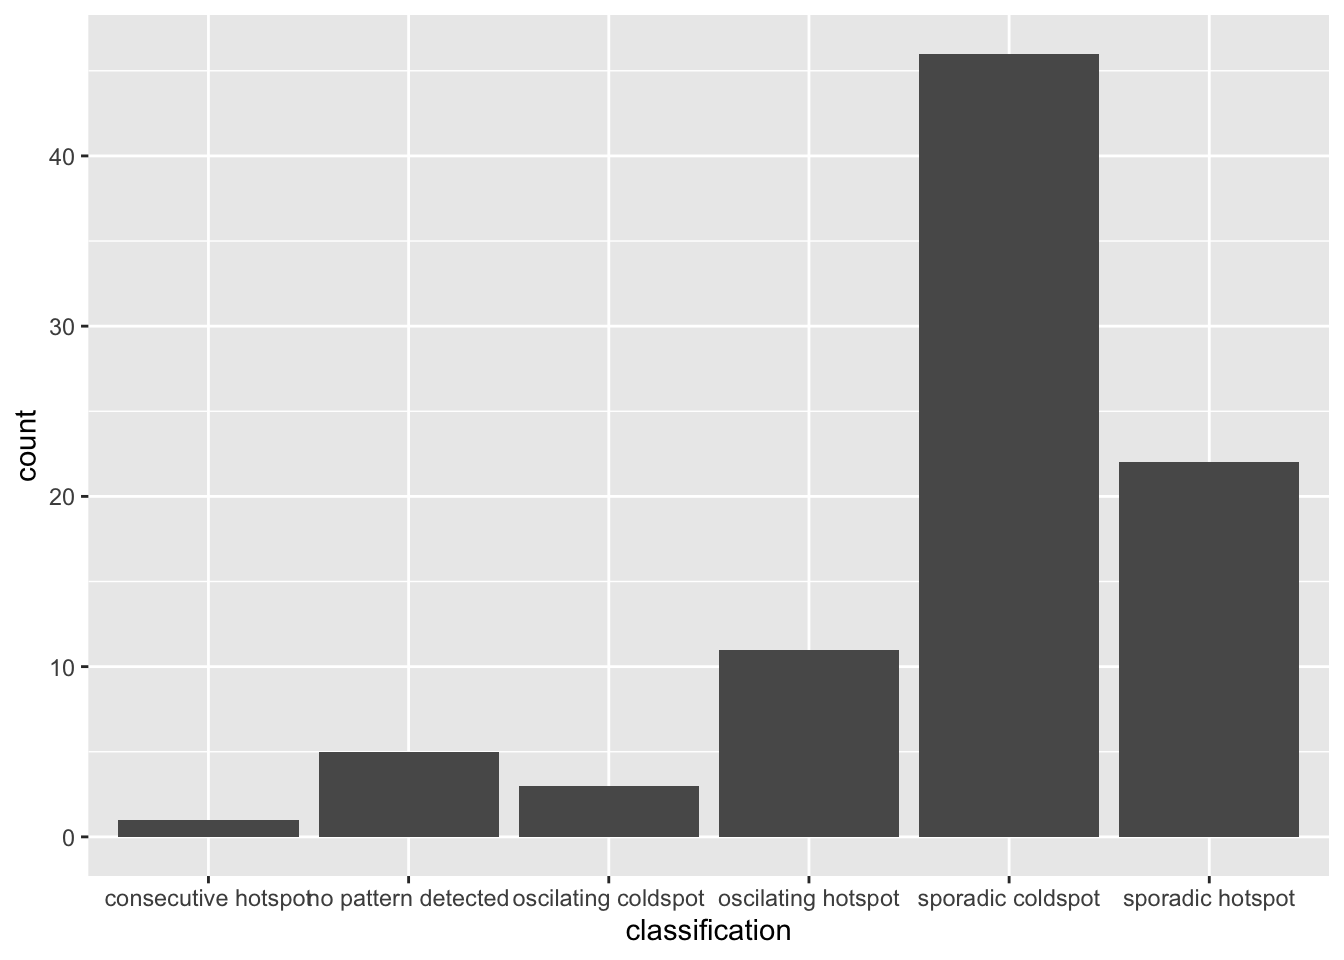 count
40
30
20
10
0
consecutive hotspot no pattern detected oscilating coldspot oscilating hotspot sporadic coldspot sporadic hotspot
classification